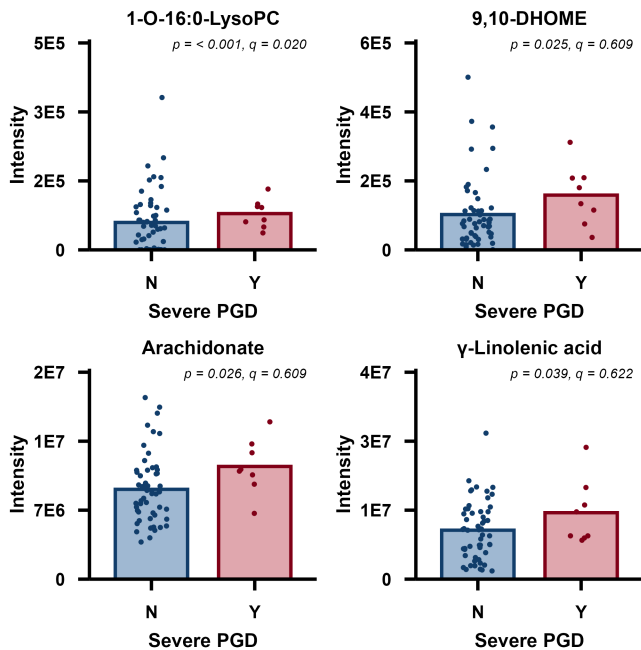 1-O-16:0-LysoPC
p = < 0.001, q = 0.020
5E5
3E5
2E5
0
Intensity
N
Y
Severe PGD
9,10-DHOME
p = 0.025, q = 0.609
6E5
4E5
2E5
0
Intensity
N
Y
Severe PGD
Arachidonate
p = 0.026, q = 0.609
2E7
1E7
7E6
0
Intensity
N
Y
Severe PGD
γ-Linolenic acid
p = 0.039, q = 0.622
4E7
3E7
1E7
0
Intensity
N
Y
Severe PGD